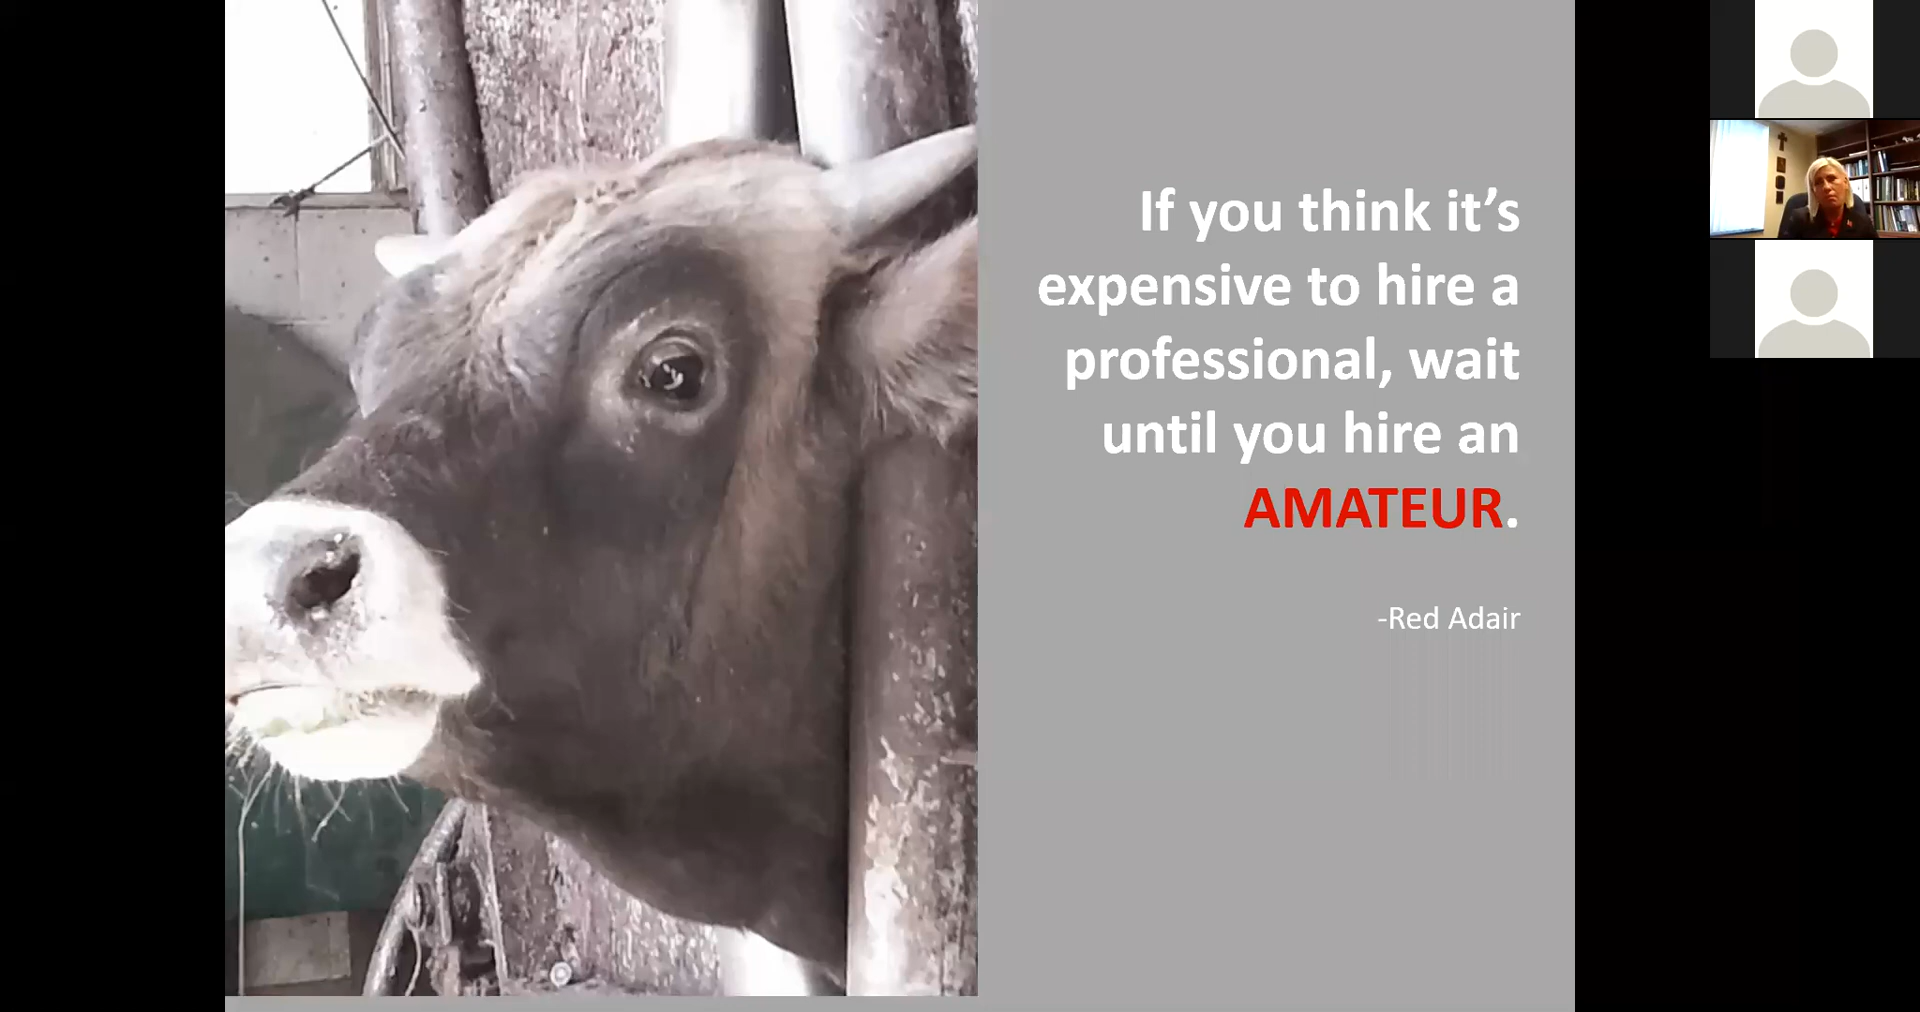 If you think it’s
expensive to hire a
professional, wait
until you hire an
AMATEUR.
-Red Adair